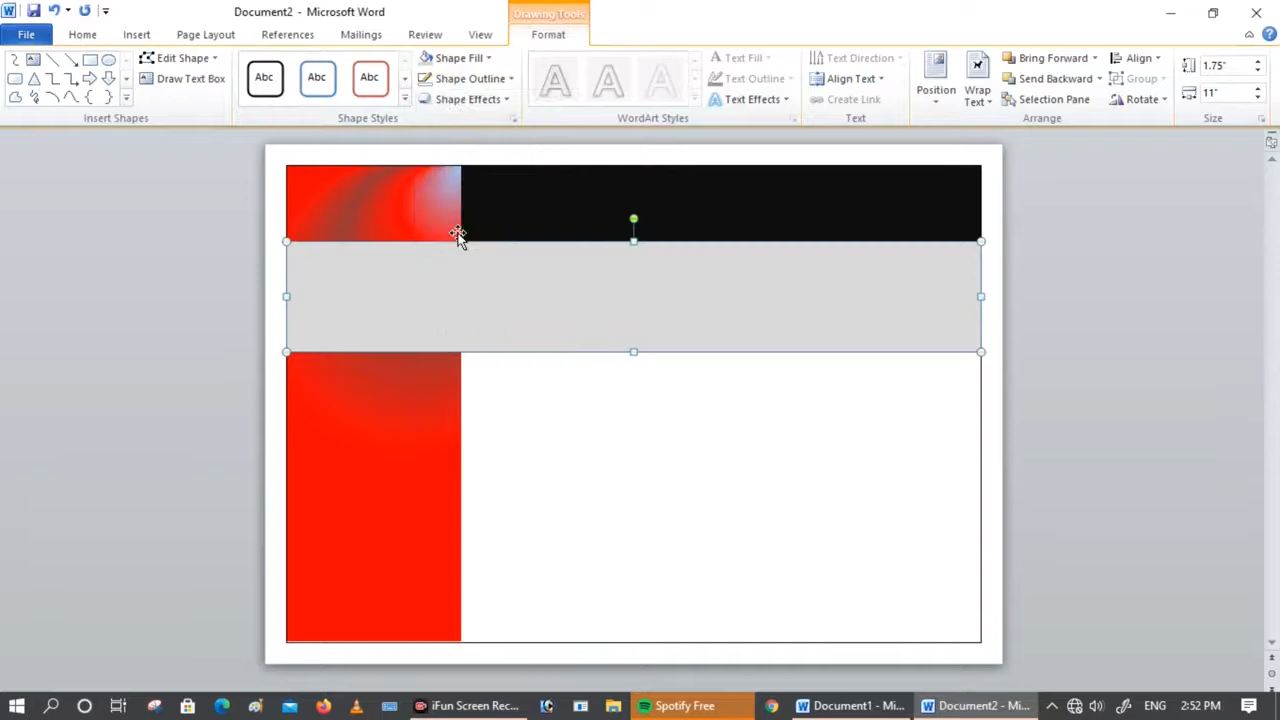 Document2 - Microsoft Word
Drawing Tools
File Home Insert Page Layout References Mailings Review View Format
Edit Shape
Draw Text Box
Insert Shapes
Abc Abc Abc
Shape Fill
Shape Outline
Shape Effects
Shape Styles
A A A
Text Fill
Text Outline
Text Effects
WordArt Styles
Text Direction
Align Text
Create Link
Text
Position
Wrap
Text
Bring Forward
Send Backward
Selection Pane
Align
Group
Rotate
Arrange
1.75"
11"
Size
iFun Screen Rec...
Spotify Free
Document1 - Mi...
Document2 - Mi...
ENG
2:52 PM